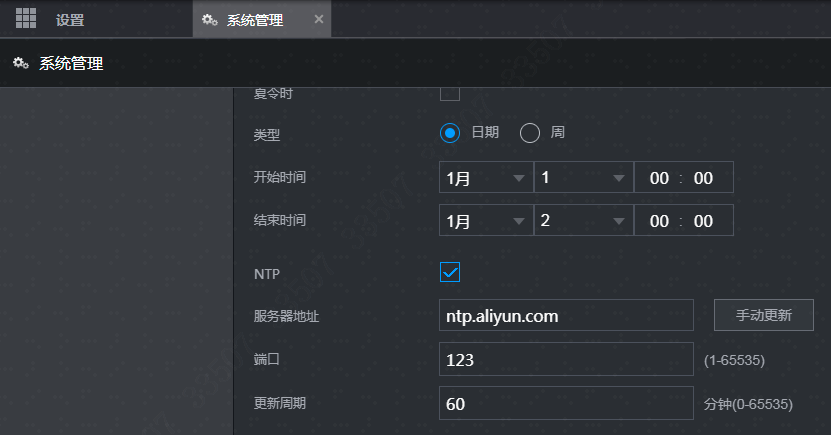 设置
系统管理
系统管理
夏令时
类型 日期 周
开始时间 1月 1 00 : 00
结束时间 1月 2 00 : 00
NTP
服务器地址 ntp.aliyun.com 手动更新
端口 123 (1-65535)
更新周期 60 分钟(0-65535)